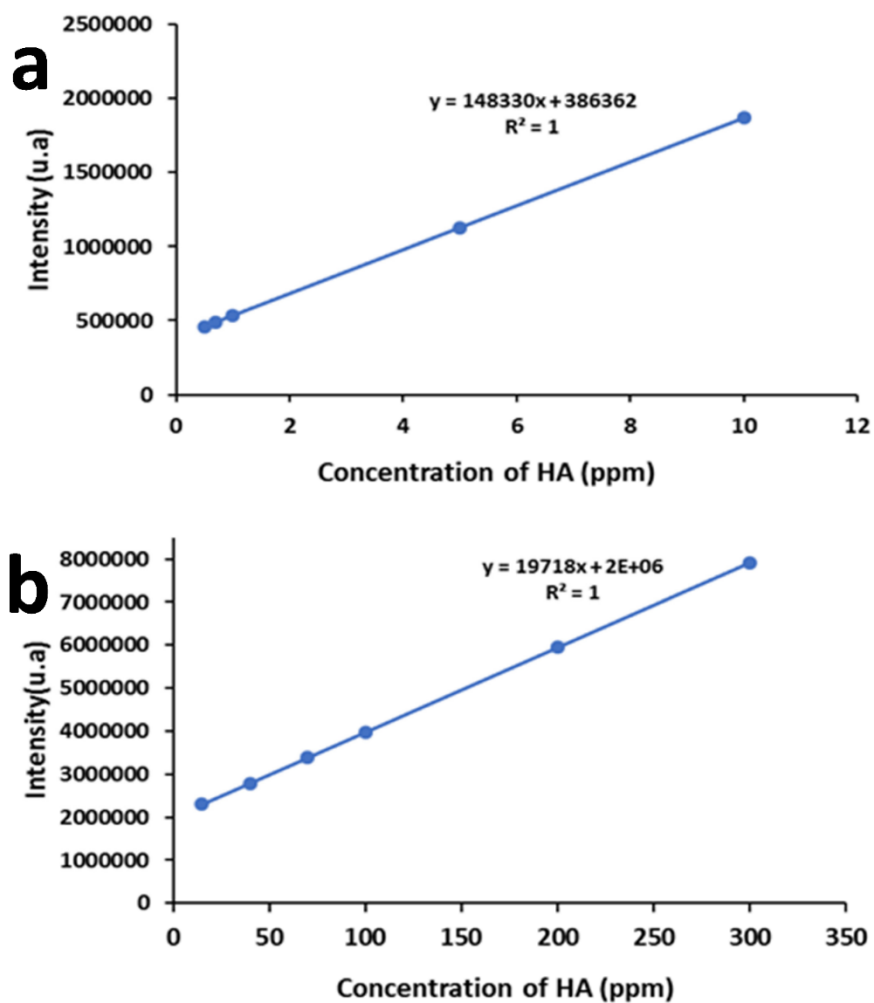 a
2500000
2000000
1500000
1000000
500000
0
Intensity (u.a)
y = 148330x + 386362
R² = 1
0 2 4 6 8 10 12
Concentration of HA (ppm)
b
8000000
7000000
6000000
5000000
4000000
3000000
2000000
1000000
0
Intensity(u.a)
y = 19718x + 2E+06
R² = 1
0 50 100 150 200 250 300 350
Concentration of HA (ppm)